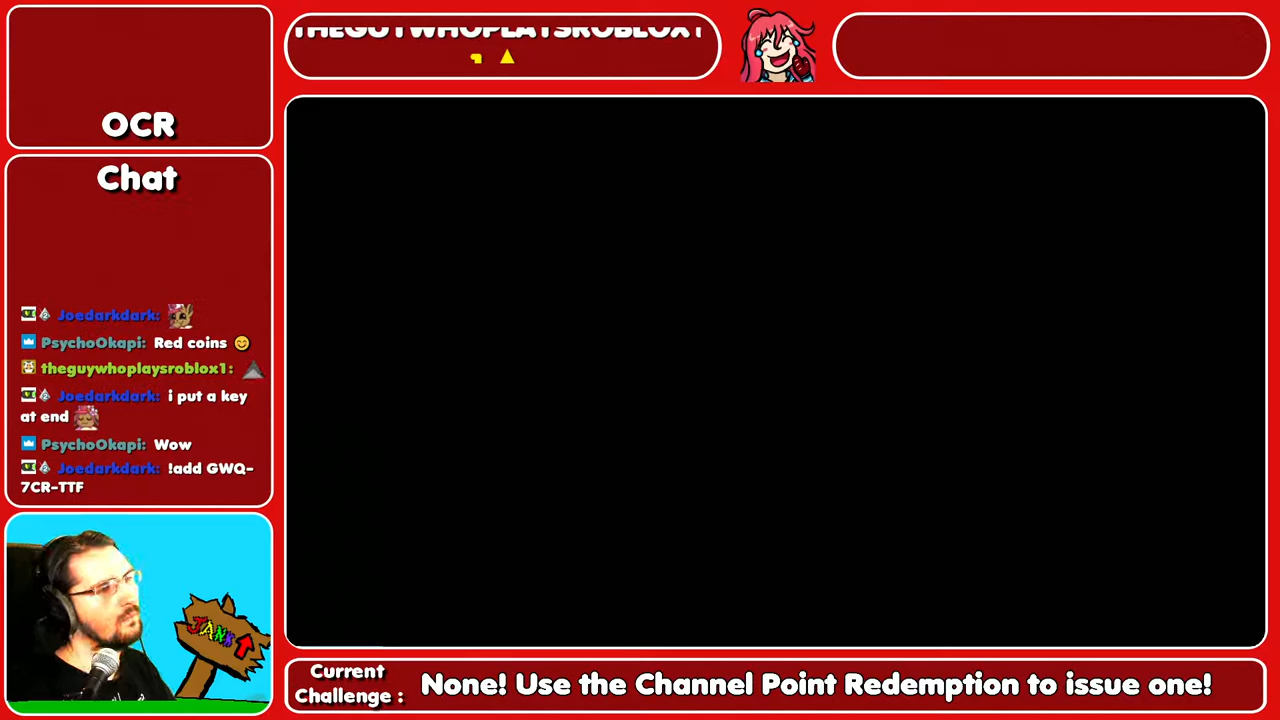 THEGUYWHOPLAYSROBLOX1
OCR
Chat
Joedarkdark:
PsychoOkapi: Red coins
theguywhoplaysroblox1:
Joedarkdark: i put a key
at end
PsychoOkapi: Wow
Joedarkdark: !add GWQ-
7CR-TTF
JANK
Current
Challenge :
None! Use the Channel Point Redemption to issue one!